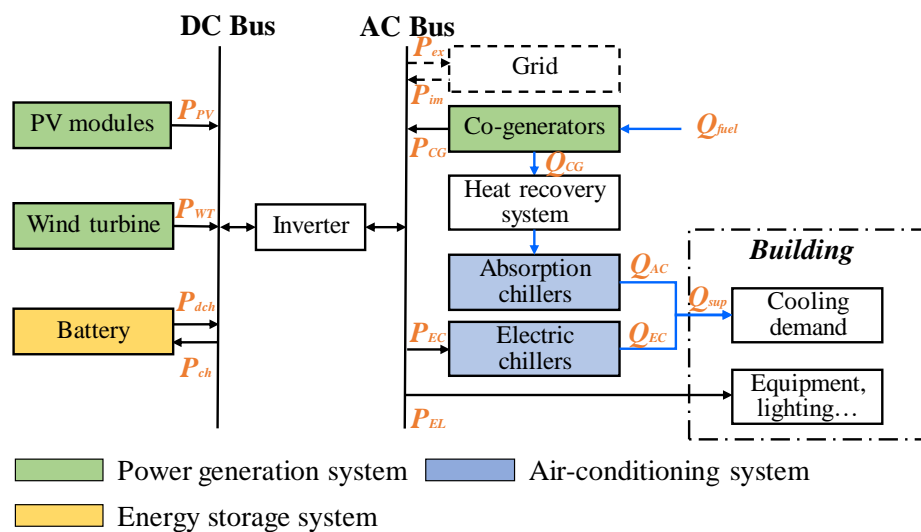 DC Bus
AC Bus
P_ex
Grid
P_im
P_PV
PV modules
Co-generators
Q_fuel
P_CG
Q_CG
Heat recovery
system
P_WT
Wind turbine
Inverter
Building
Absorption
chillers
Q_AC
Q_sup
Cooling
demand
P_dch
Battery
P_ch
P_EC
Electric
chillers
Q_EC
Equipment,
lighting…
P_EL
Power generation system
Air-conditioning system
Energy storage system